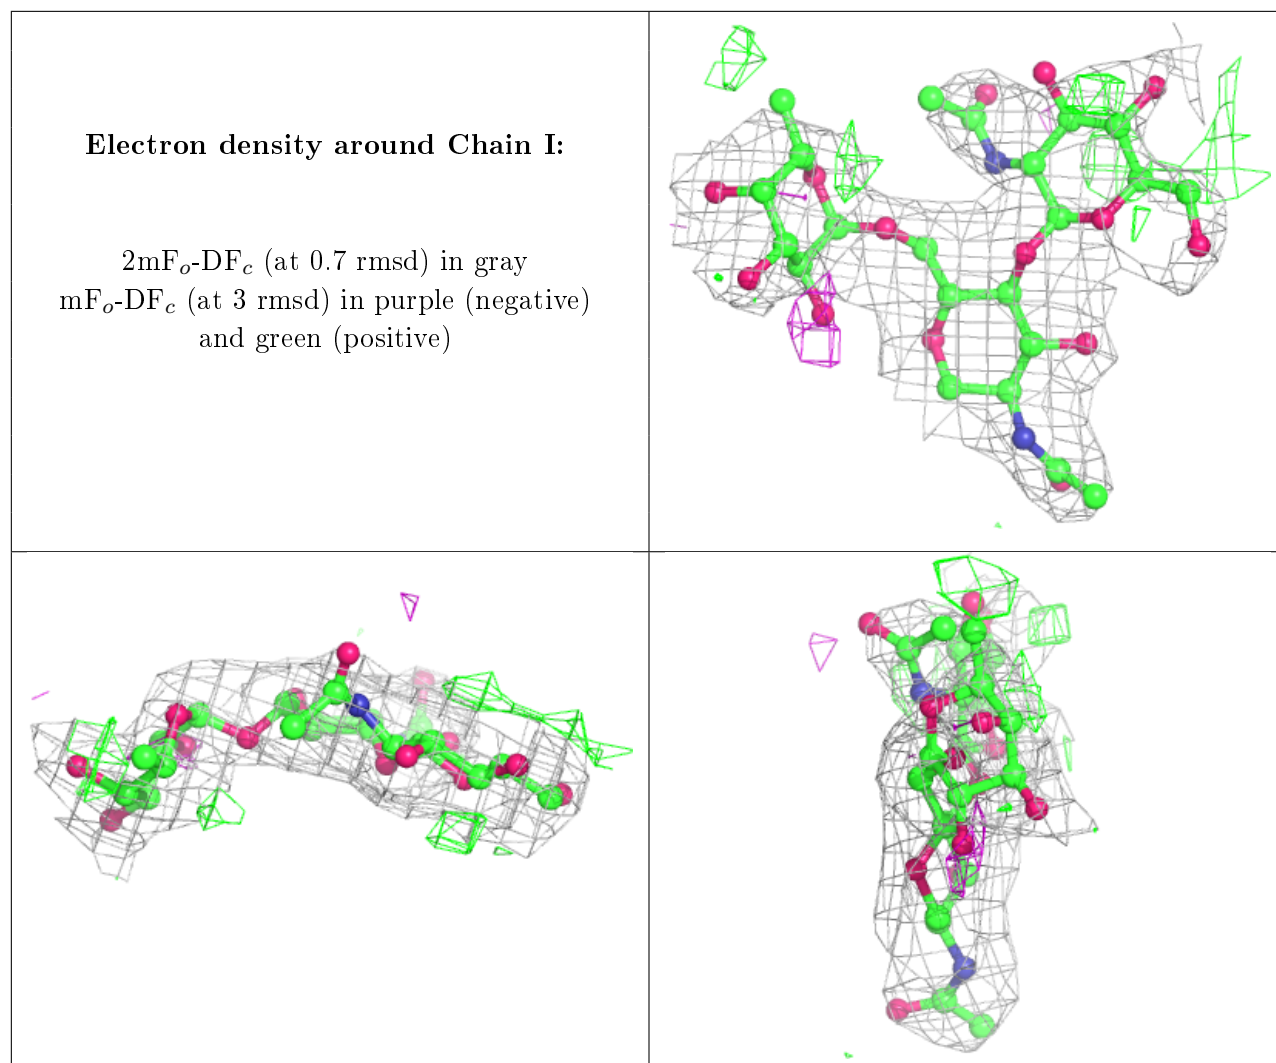 Electron density around Chain I:
2mFo-DFc (at 0.7 rmsd) in gray
mFo-DFc (at 3 rmsd) in purple (negative)
and green (positive)